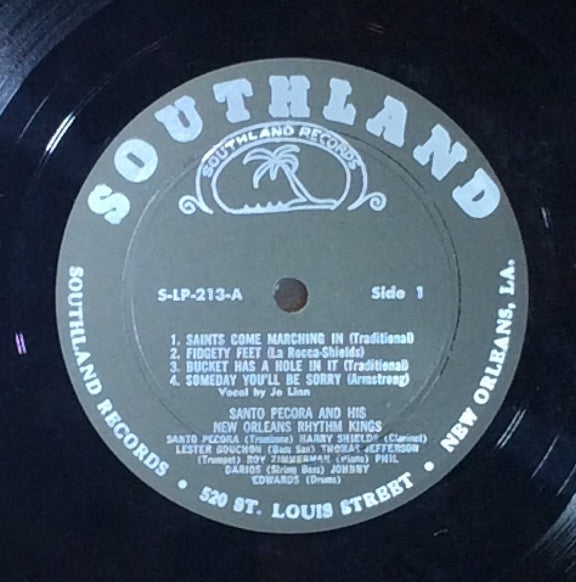 SOUTHLAND
SOUTHLAND RECORDS
S-LP-213-A
Side 1
1. SAINTS COME MARCHING IN (Traditional)
2. FIDGETY FEET (La Rocca-Shields)
3. BUCKET HAS A HOLE IN IT (Traditional)
4. SOMEDAY YOU'LL BE SORRY (Armstrong)
Vocal by Jo Linn
SANTO PECORA AND HIS
NEW ORLEANS RHYTHM KINGS
SANTO PECORA (Trombone) HARRY SHIELDS (Clarinet)
LESTER BOUCHON (Bass Sax) THOMAS JEFFERSON
(Trumpet) ROY ZIMMERMAN (Piano) PHIL
DARIOS (String Bass) JOHNNY
EDWARDS (Drums)
SOUTHLAND RECORDS • 520 ST. LOUIS STREET • NEW ORLEANS, LA.